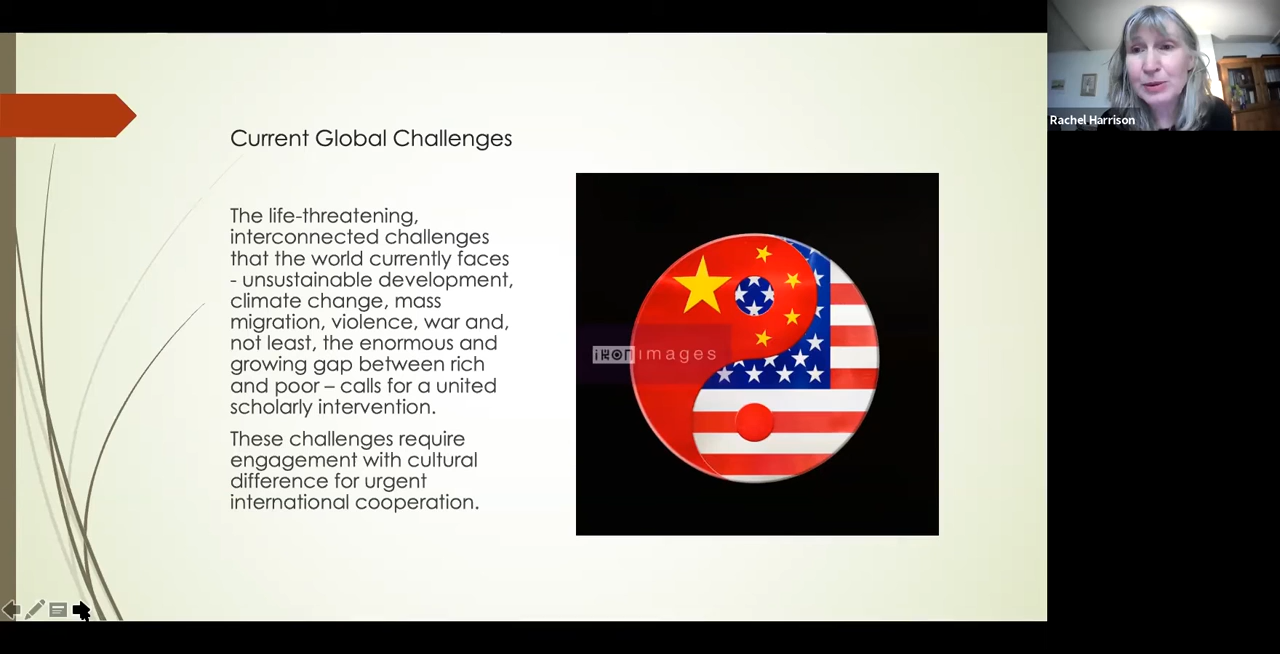 Current Global Challenges
The life-threatening,
interconnected challenges
that the world currently faces
- unsustainable development,
climate change, mass
migration, violence, war and,
not least, the enormous and
growing gap between rich
and poor – calls for a united
scholarly intervention.
These challenges require
engagement with cultural
difference for urgent
international cooperation.
ikon images
Rachel Harrison